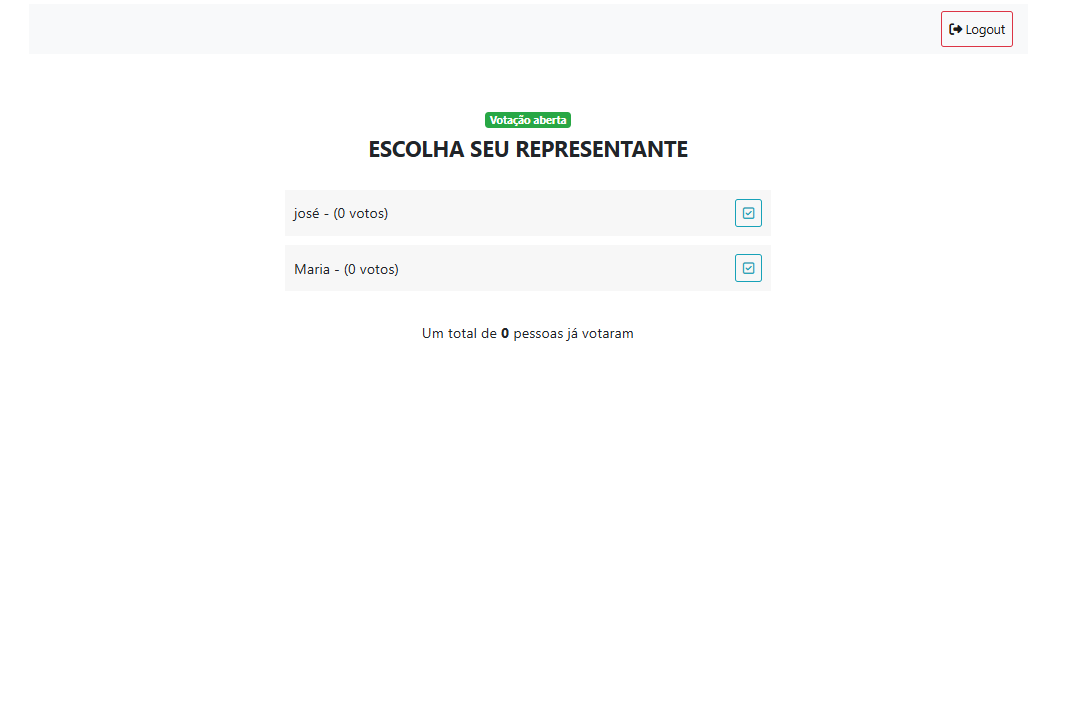 Logout
Votação aberta
ESCOLHA SEU REPRESENTANTE
josé - (0 votos)
Maria - (0 votos)
Um total de 0 pessoas já votaram